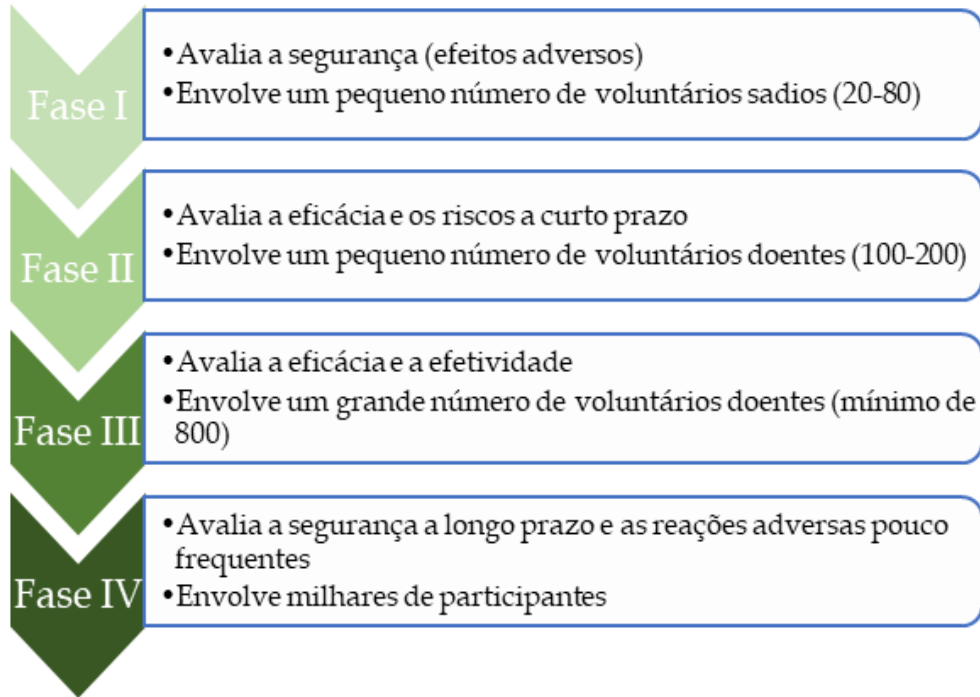 Fase I
•Avalia a segurança (efeitos adversos)
•Envolve um pequeno número de voluntários sadios (20-80)
Fase II
•Avalia a eficácia e os riscos a curto prazo
•Envolve um pequeno número de voluntários doentes (100-200)
Fase III
•Avalia a eficácia e a efetividade
•Envolve um grande número de voluntários doentes (mínimo de
800)
Fase IV
•Avalia a segurança a longo prazo e as reações adversas pouco
frequentes
•Envolve milhares de participantes